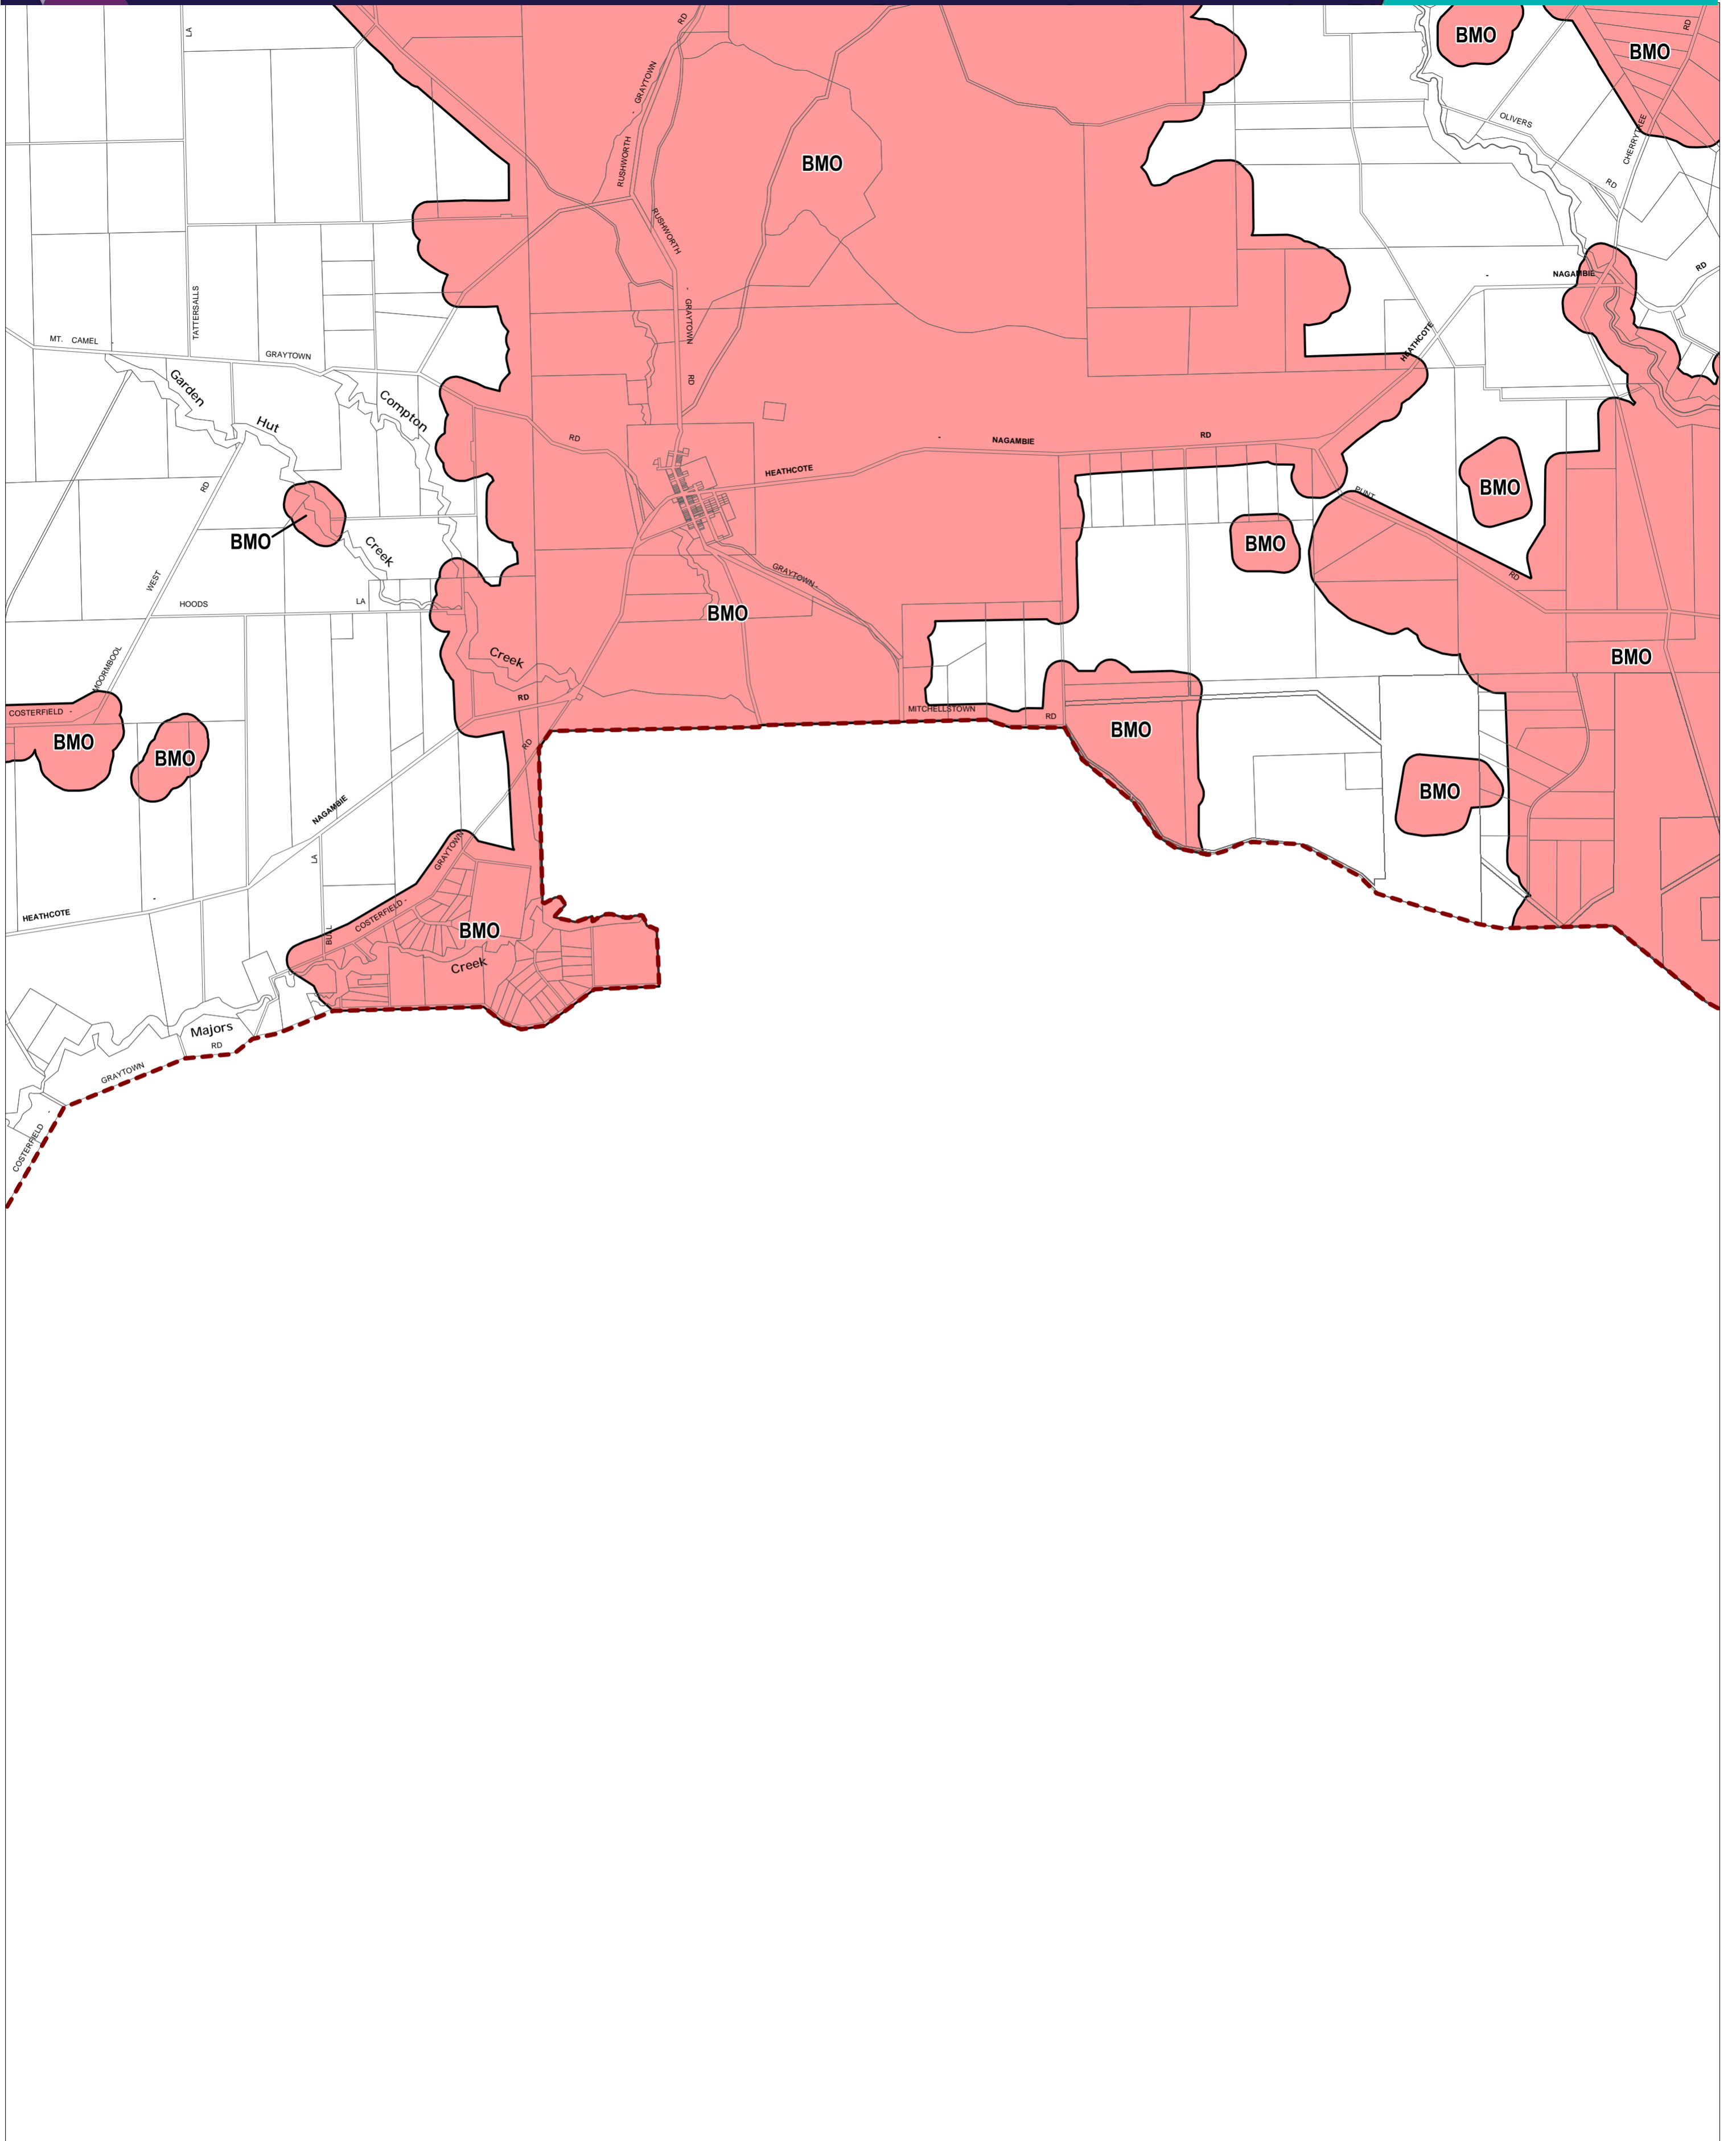 BMO
BMO
RD
RD
LA
GRAYTOWN
-
OLIVERS
CHERRYTREE
BMO
RUSHWORTH
RD
RUSHWORTH
-
GRAYTOWN
RD
NAGAMBIE
-
RD
TATTERSALLS
MT. CAMEL -
GRAYTOWN
HEATHCOTE
Garden
Hut
Compton
RD
HEATHCOTE
-
NAGAMBIE
RD
RD
PUNT
RD
BMO
BMO
BMO
Creek
WEST
HOODS
LA
GRAYTOWN-
BMO
MOORMBOOL
Creek
RD
BMO
COSTERFIELD -
MITCHELLSTOWN
RD
BMO
BMO
BMO
RD
BMO
NAGAMBIE
LA
GRAYTOWN
HEATHCOTE
-
COSTERFIELD -
BULL
BMO
Creek
Majors
RD
GRAYTOWN
-
COSTERFIELD